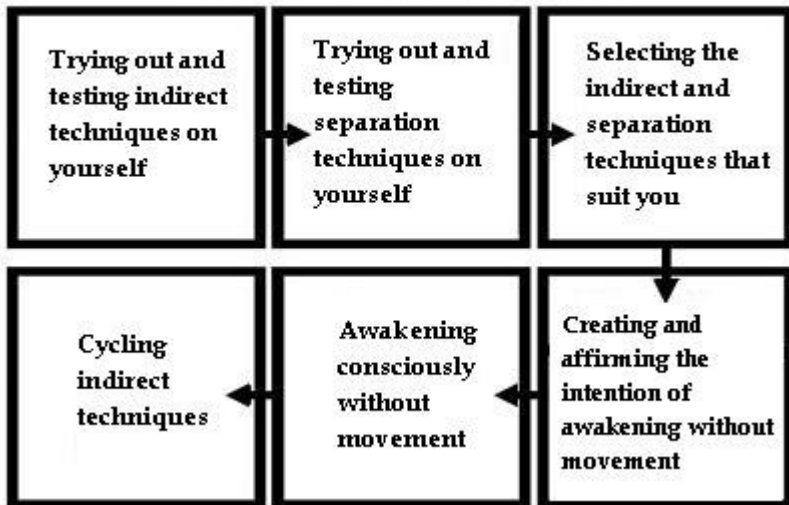 Trying out and
testing indirect
techniques on
yourself
Trying out and
testing
separation
techniques on
yourself
Selecting the
indirect and
separation
techniques that
suit you
Creating and
affirming the
intention of
awakening without
movement
Awakening
consciously
without
movement
Cycling
indirect
techniques